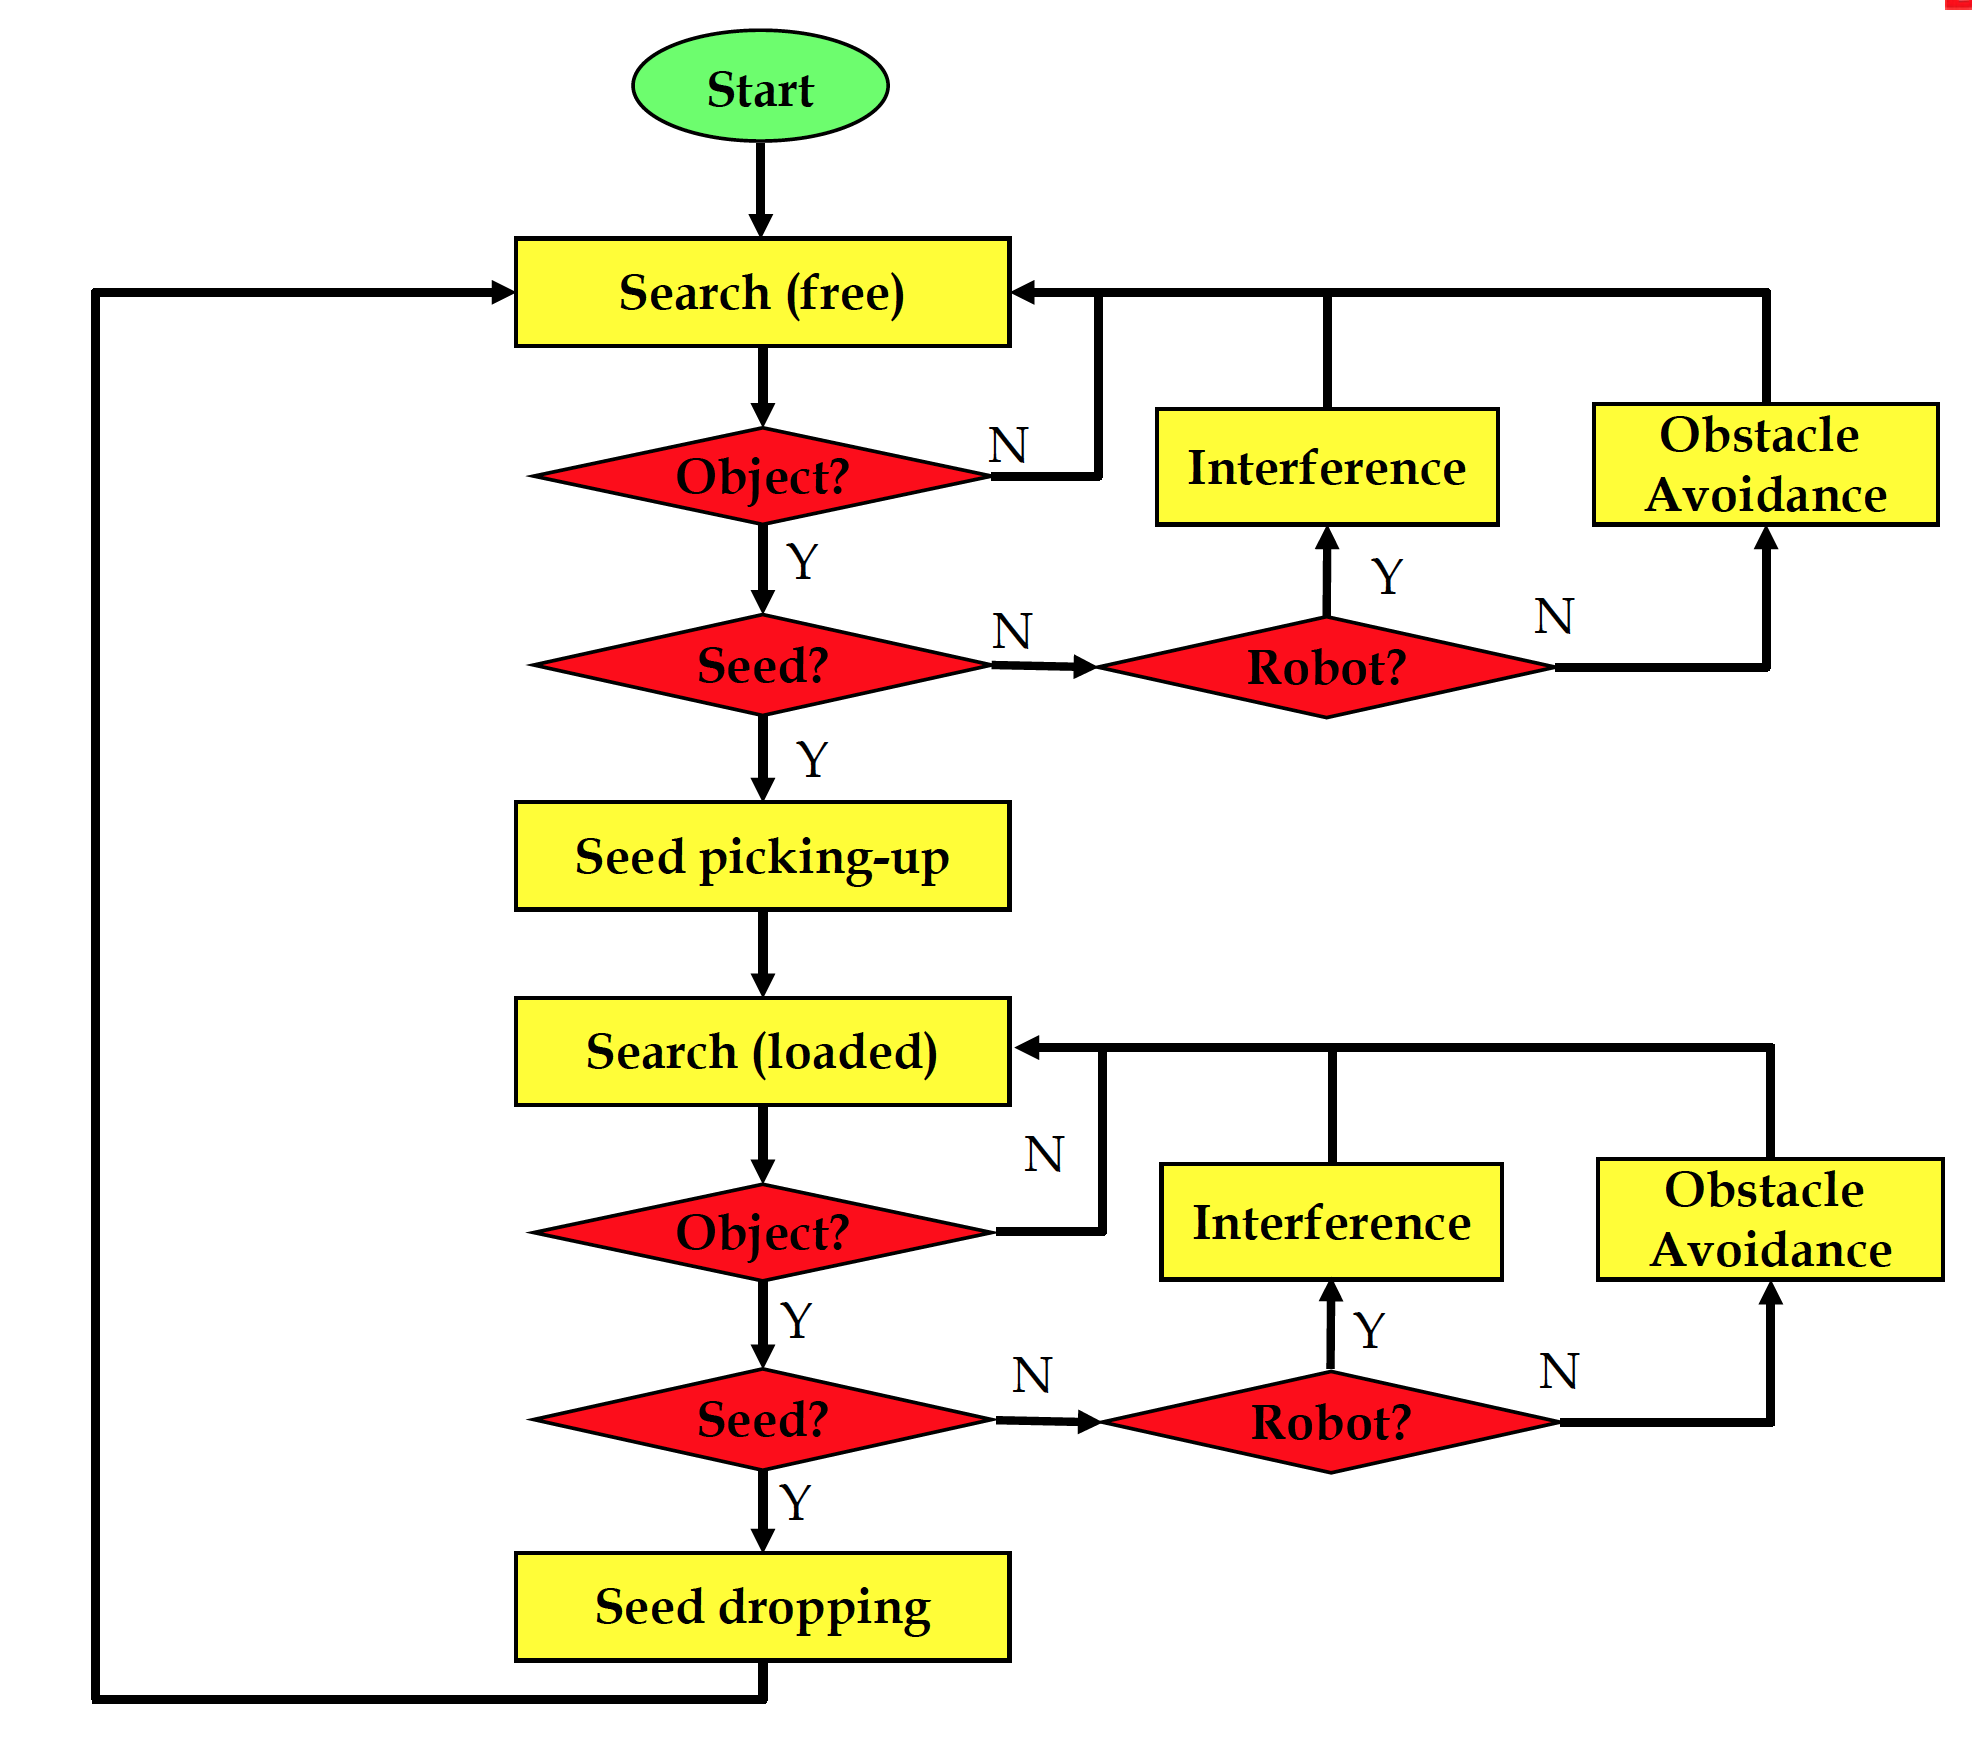 Start
Search (free)
Object?
N
Y
Seed?
N
Robot?
Y
Interference
N
Obstacle
Avoidance
Y
Seed picking-up
Search (loaded)
Object?
N
Y
Seed?
N
Robot?
Y
Interference
N
Obstacle
Avoidance
Y
Seed dropping